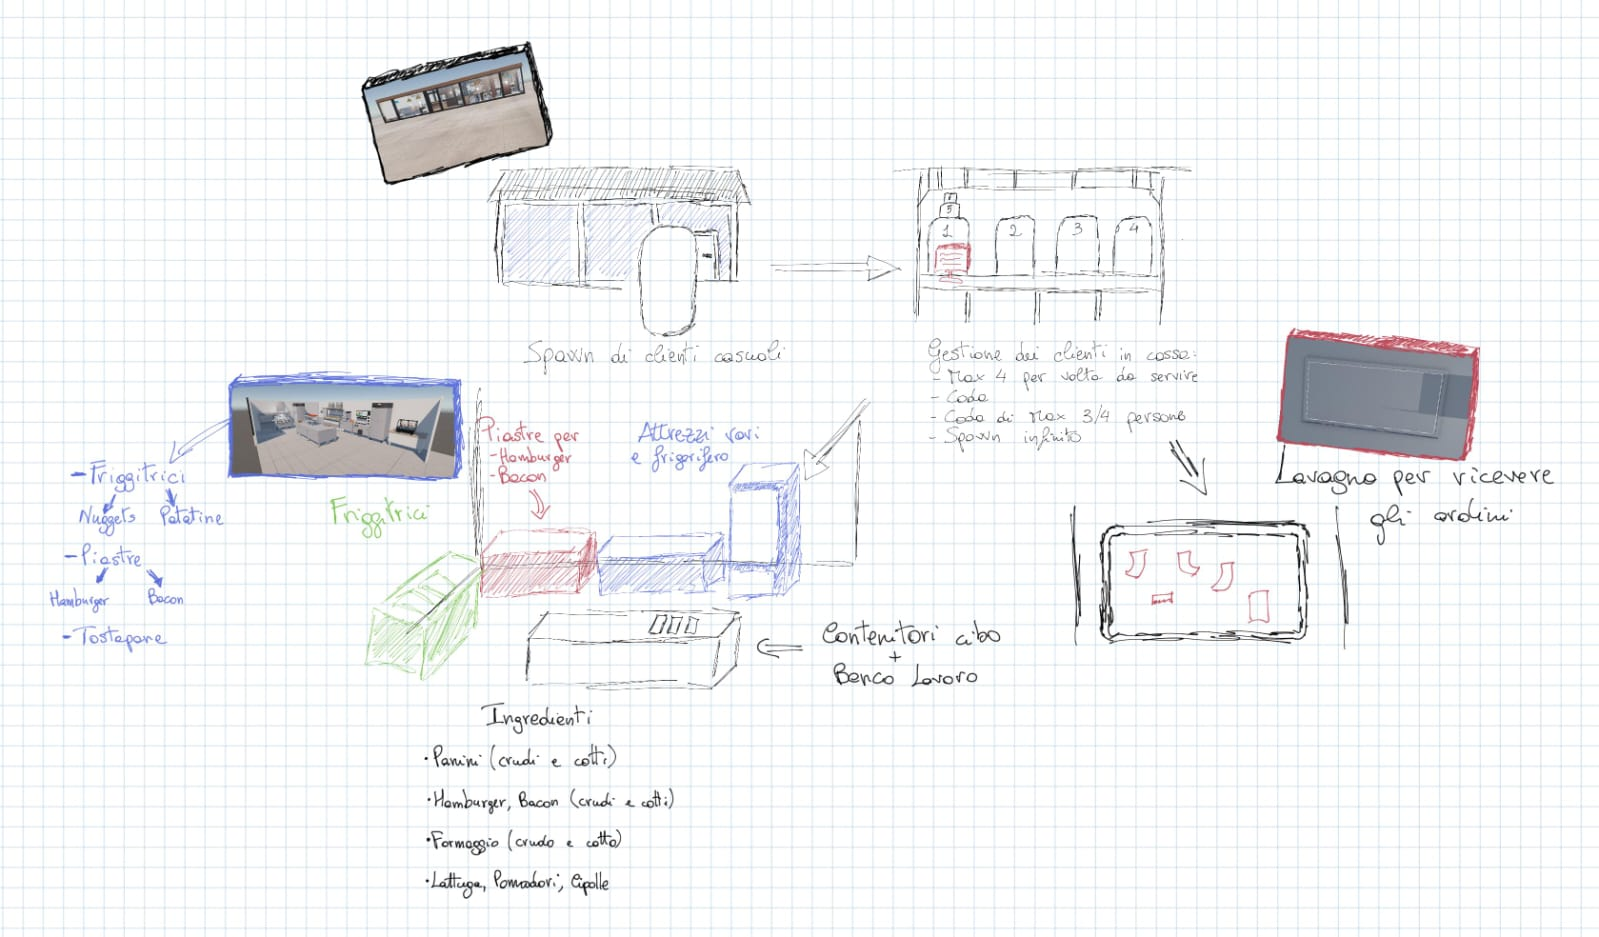 5
1
2
3
4
Spawn di clienti casuali
Gestione dei clienti in cassa:
- Max 4 per volta da servire
- Coda
- Coda di Max 3/4 persone
- Spawn infinito
Lavagna per ricevere
gli ordini
- Friggitrici
Nuggets Patatine
- Piastre
Hamburger Bacon
- Tostapane
Friggitrici
Piastre per
- Hamburger
- Bacon
Attrezzi vari
e frigorifero
Contenitori cibo
+
Banco Lavoro
Ingredienti
• Panini (crudi e cotti)
• Hamburger, Bacon (crudi e cotti)
• Formaggio (crudo e cotto)
• Lattuga, Pomodori, Cipolle